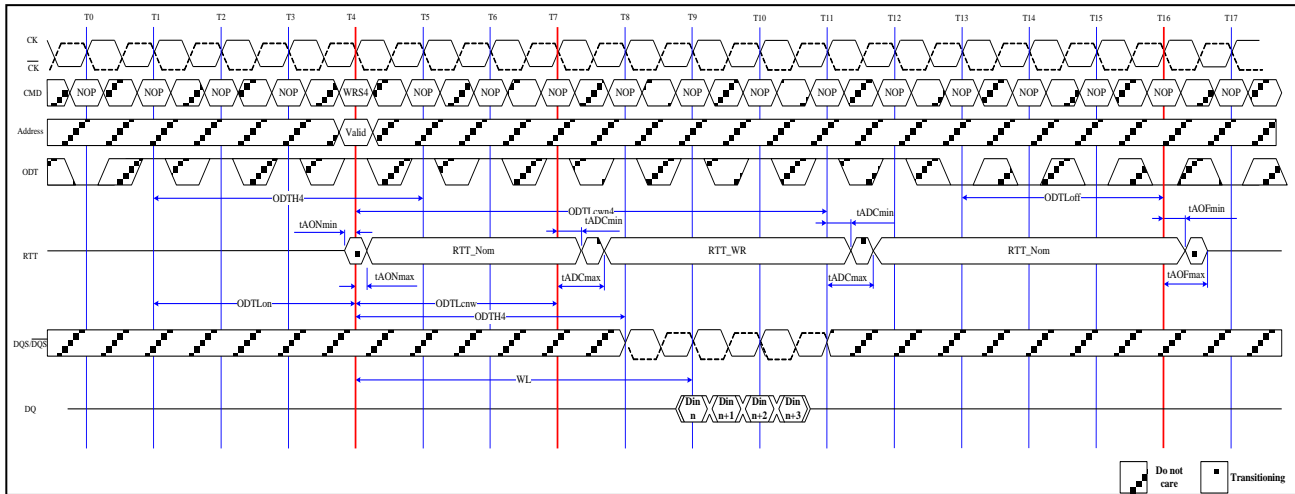 T0 T1 T2 T3 T4 T5 T6 T7 T8 T9 T10 T11 T12 T13 T14 T15 T16 T17
CK
CK
CMD NOP NOP NOP NOP WRS4 NOP NOP NOP NOP NOP NOP NOP NOP NOP NOP NOP NOP NOP
Address Valid
ODT
ODTH4 ODTLcwn4 ODTLoff
tAONmin tADCmin tADCmin tAOFmin
RTT RTT_Nom RTT_WR RTT_Nom
tAONmax tADCmax tADCmax tAOFmax
ODTLon ODTLcnw
ODTH4
DQS/DQS
WL
DQ Din n Din n+1 Din n+2 Din n+3
Do not care Transitioning